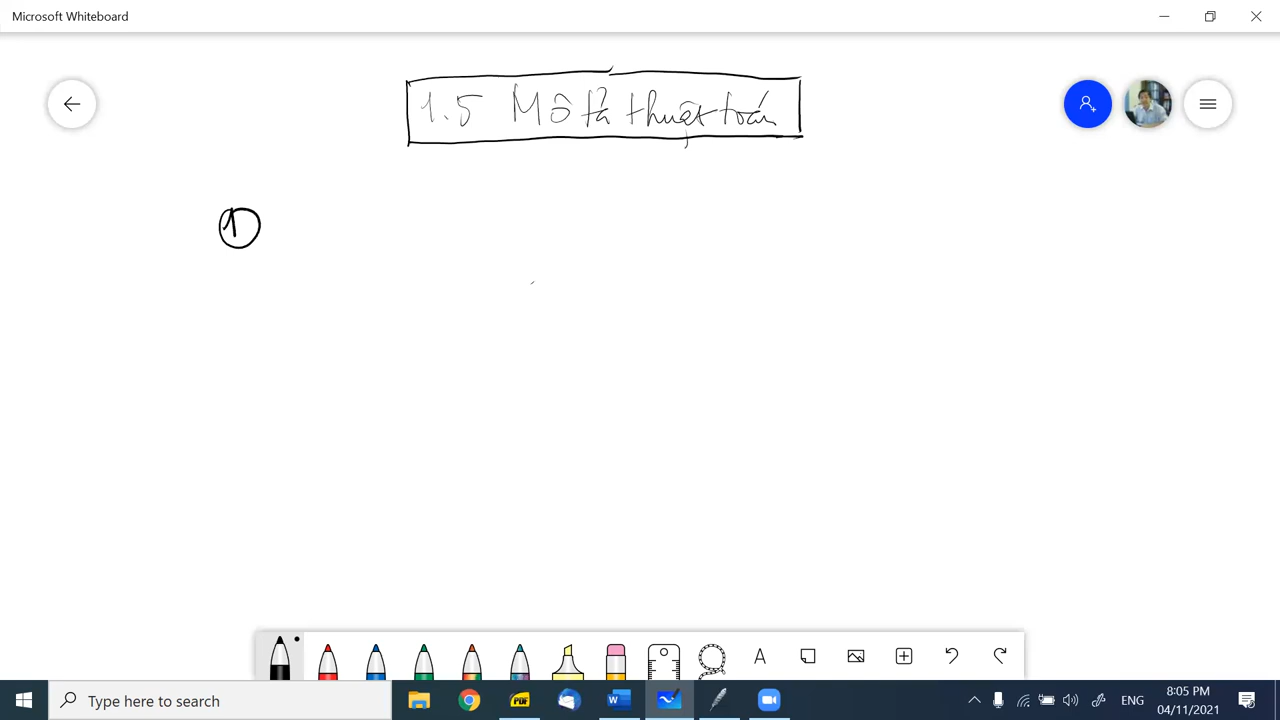 Microsoft Whiteboard
1.5 Mô tả thuật toán
1
A
Type here to search
PDF
ENG
8:05 PM
04/11/2021